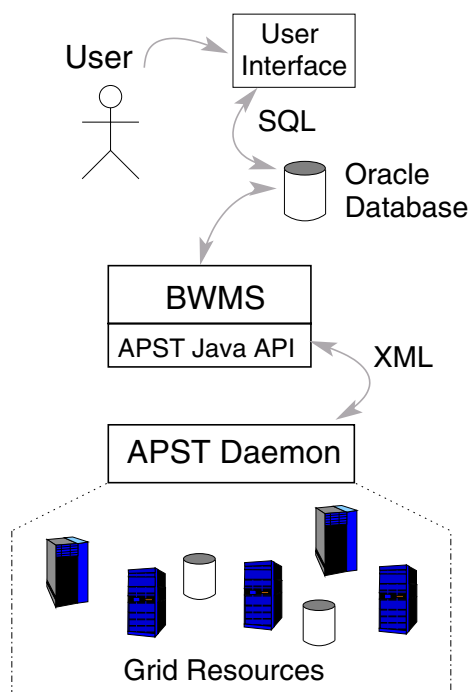 User
User
Interface
SQL
Oracle
Database
BWMS
APST Java API
XML
APST Daemon
Grid Resources